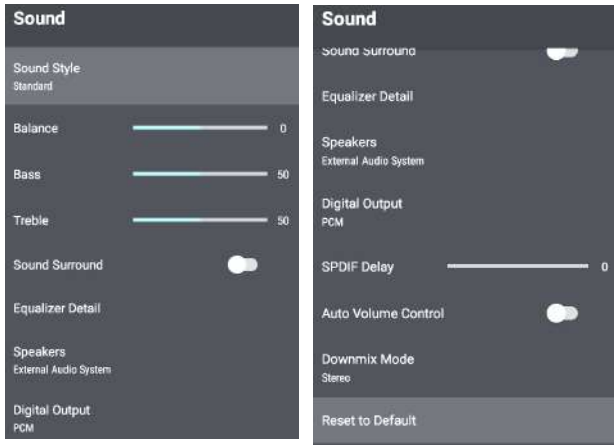 Sound
Sound Style
Standard
Balance 0
Bass 50
Treble 50
Sound Surround
Equalizer Detail
Speakers
External Audio System
Digital Output
PCM
Sound
Sound Surround
Equalizer Detail
Speakers
External Audio System
Digital Output
PCM
SPDIF Delay 0
Auto Volume Control
Downmix Mode
Stereo
Reset to Default